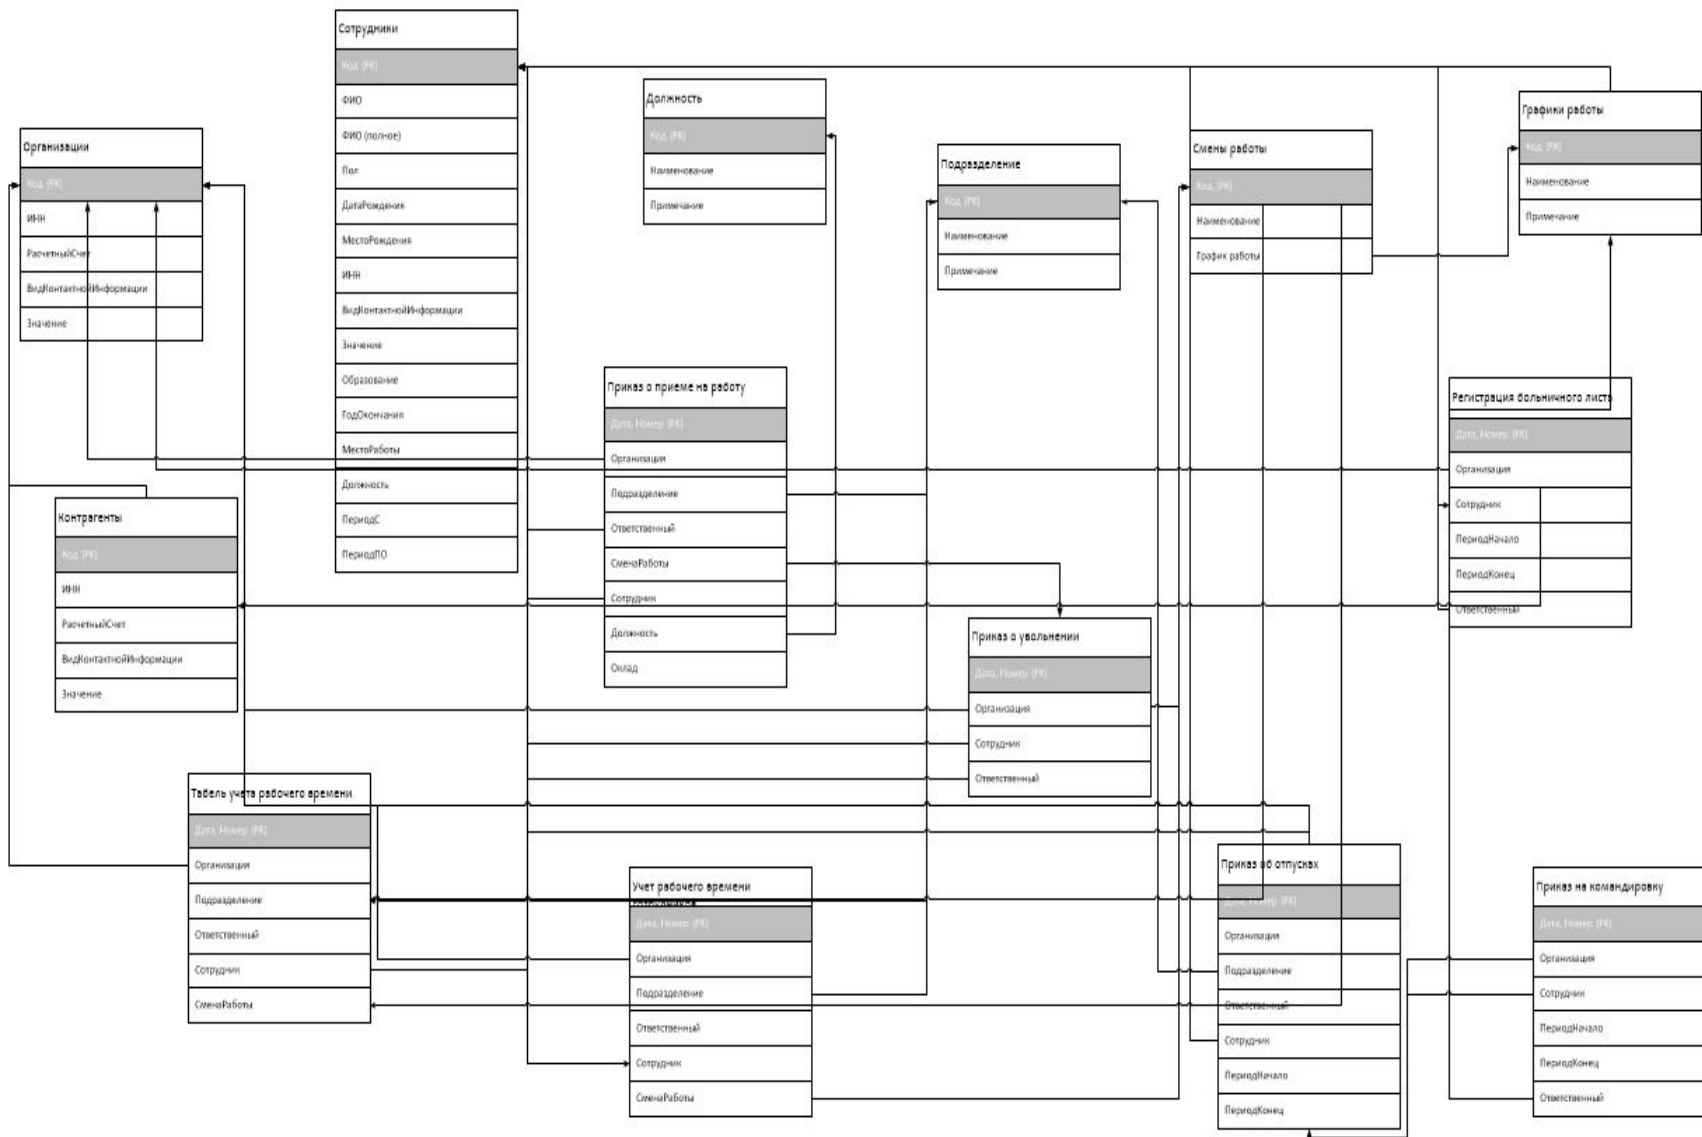 Сотрудники
Код (PK)
ФИО
ФИО (полное)
Пол
ДатаРождения
МестоРождения
ИНН
ВидКонтактнойИнформации
Значение
Образование
ГодОкончания
МестоРаботы
Должность
ПериодС
ПериодПО
Должность
Код (PK)
Наименование
Примечание
Графики работы
Код (PK)
Наименование
Примечание
Организации
Код (PK)
ИНН
РасчетныйСчет
ВидКонтактнойИнформации
Значение
Смены работы
Код (PK)
Наименование
График работы
Подразделение
Код (PK)
Наименование
Примечание
Приказ о приеме на работу
Дата, Номер (PK)
Организация
Подразделение
Ответственный
СменаРаботы
Сотрудник
Должность
Оклад
Регистрация больничного листа
Дата, Номер (PK)
Организация
Сотрудник
ПериодНачало
ПериодКонец
Ответственный
Контрагенты
Код (PK)
ИНН
РасчетныйСчет
ВидКонтактнойИнформации
Значение
Приказ о увольнении
Дата, Номер (PK)
Организация
Сотрудник
Ответственный
Табель учета рабочего времени
Дата, Номер (PK)
Организация
Подразделение
Ответственный
Сотрудник
СменаРаботы
Учет рабочего времени
сотрудников
Дата, Номер (PK)
Организация
Подразделение
Ответственный
Сотрудник
СменаРаботы
Приказ об отпусках
Дата, Номер (PK)
Организация
Подразделение
Ответственный
Сотрудник
ПериодНачало
ПериодКонец
Приказ на командировку
Дата, Номер (PK)
Организация
Сотрудник
ПериодНачало
ПериодКонец
Ответственный